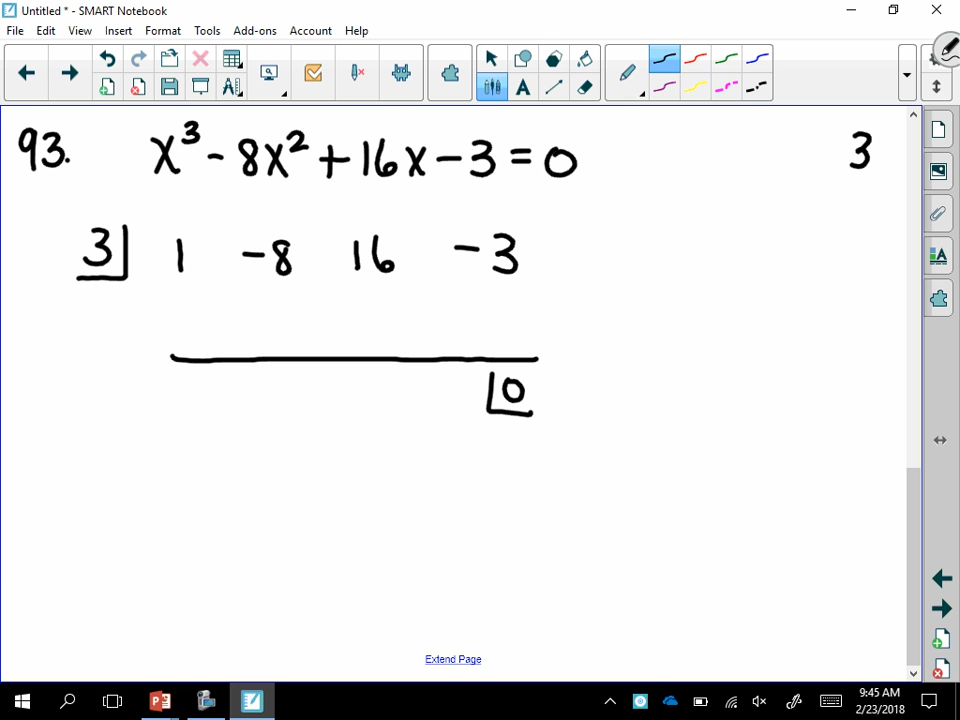 Untitled * - SMART Notebook
File Edit View Insert Format Tools Add-ons Account Help
93. x³ - 8x² + 16x - 3 = 0 3
3 1 -8 16 -3
0
Extend Page
9:45 AM
2/23/2018